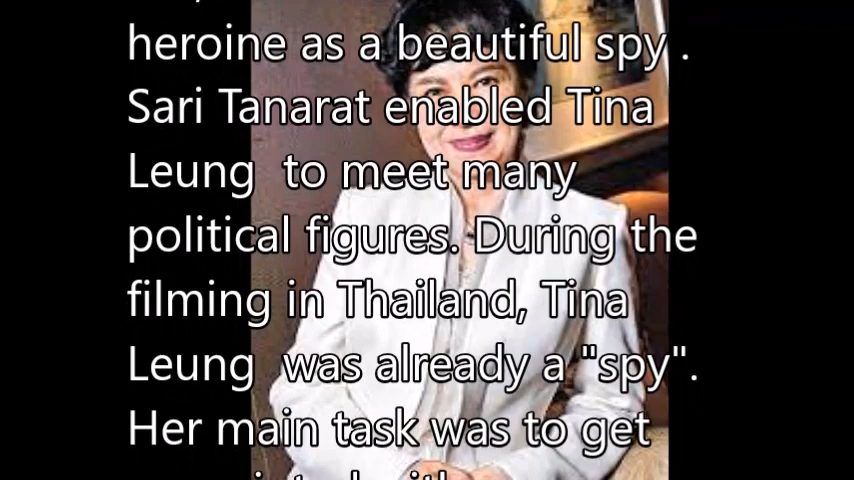 heroine as a beautiful spy .
Sari Tanarat enabled Tina
Leung  to meet many
political figures. During the
filming in Thailand, Tina
Leung  was already a "spy".
Her main task was to get